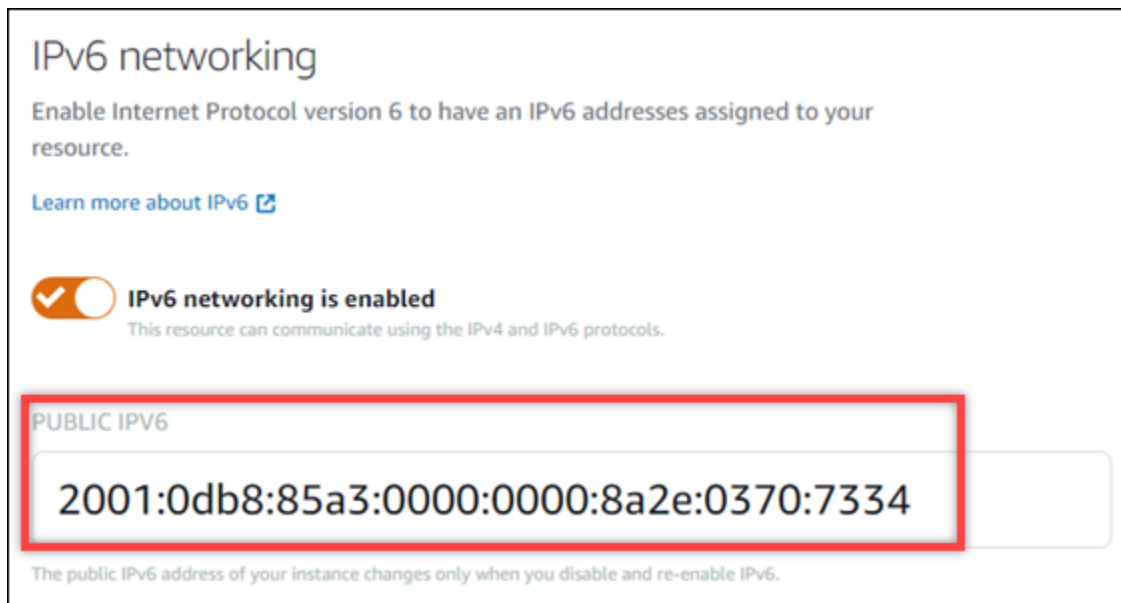 IPv6 networking
Enable Internet Protocol version 6 to have an IPv6 addresses assigned to your
resource.
Learn more about IPv6
IPv6 networking is enabled
This resource can communicate using the IPv4 and IPv6 protocols.
PUBLIC IPV6
2001:0db8:85a3:0000:0000:8a2e:0370:7334
The public IPv6 address of your instance changes only when you disable and re-enable IPv6.